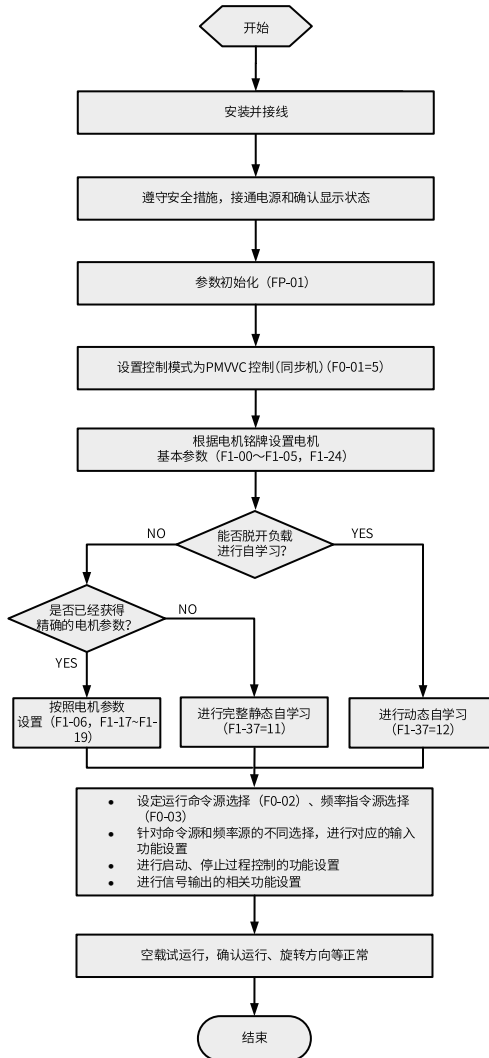 开始
安装并接线
遵守安全措施，接通电源和确认显示状态
参数初始化（FP-01）
设置控制模式为PMVVC控制(同步机)（F0-01=5）
根据电机铭牌设置电机
基本参数（F1-00～F1-05，F1-24）
能否脱开负载
进行自学习？
NO
YES
是否已经获得
精确的电机参数？
NO
YES
按照电机参数
设置（F1-06，F1-17~F1-
19）
进行完整静态自学习
（F1-37=11）
进行动态自学习
（F1-37=12）
• 设定运行命令源选择（F0-02）、频率指令源选择
（F0-03）
• 针对命令源和频率源的不同选择，进行对应的输入
功能设置
• 进行启动、停止过程控制的功能设置
• 进行信号输出的相关功能设置
空载试运行，确认运行、旋转方向等正常
结束